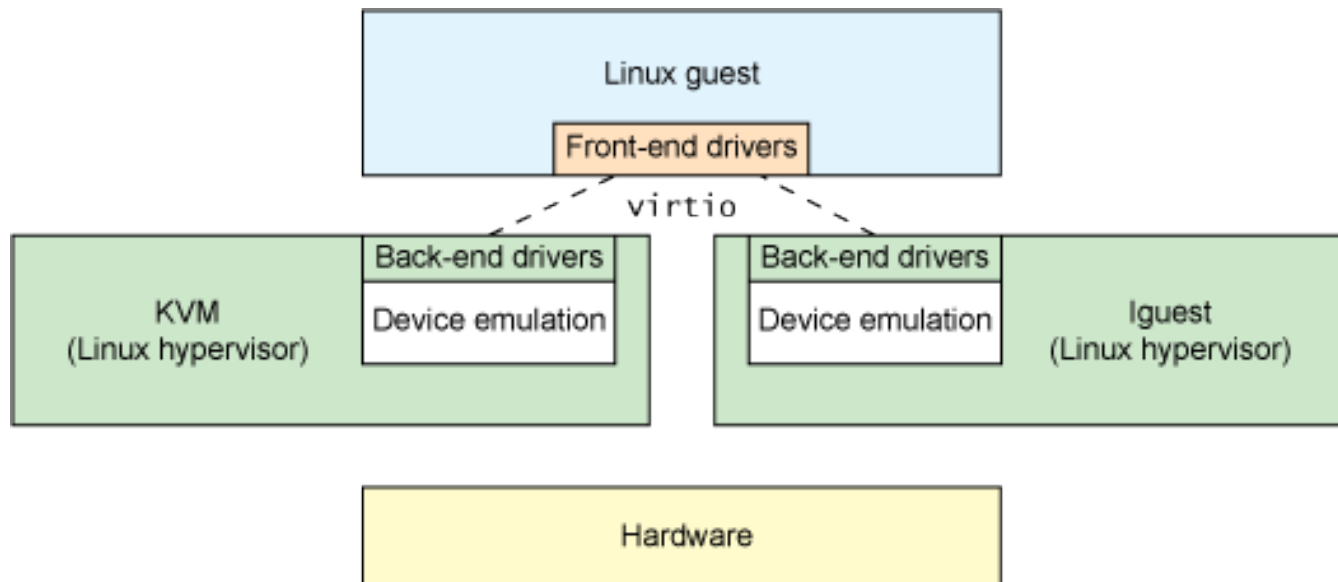 Linux guest
Front-end drivers
virtio
Back-end drivers
Device emulation
KVM
(Linux hypervisor)
Back-end drivers
Device emulation
lguest
(Linux hypervisor)
Hardware